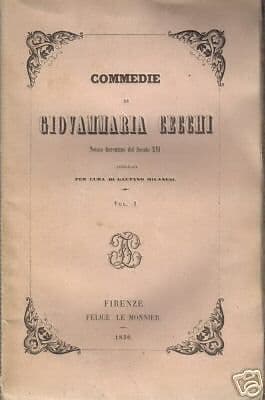 COMMEDIE
DI
GIOVAMMARIA CECCHI
Notaio fiorentino del Secolo XVI
PUBBLICATE
PER CURA DI GAETANO MILANESI.
VOL. I
FIRENZE
FELICE LE MONNIER.
1856.
ebY